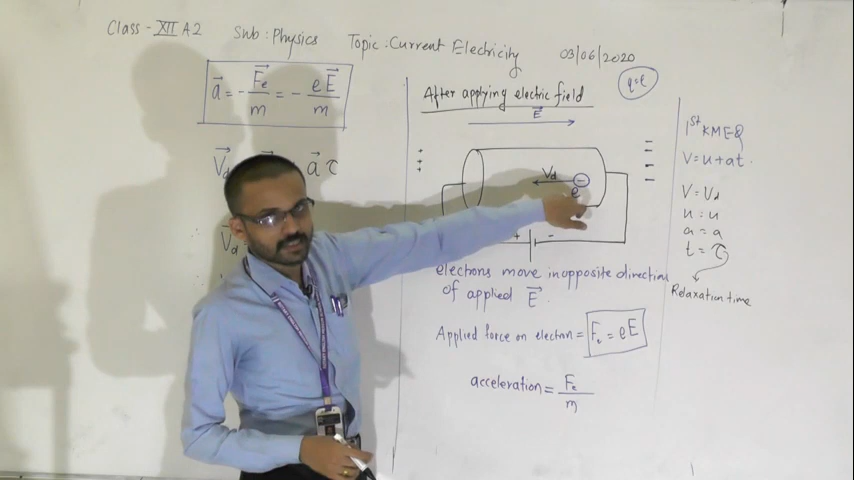 Class - XII A2 Sub : Physics Topic : Current Electricity 03/06/2020
a⃗ = - F⃗e/m = - eE⃗/m
V⃗d a⃗ τ
V⃗d
After applying electric field
q=e
E⃗
+
+
+
Vd
-
e
-
-
-
-
+ -
electrons move in opposite direction
of applied E⃗.
Applied force on electron = Fe = eE
acceleration = Fe/m
1st KMEQ
V = u + at.
V = Vd
u = u
a = a
t = τ
Relaxation time